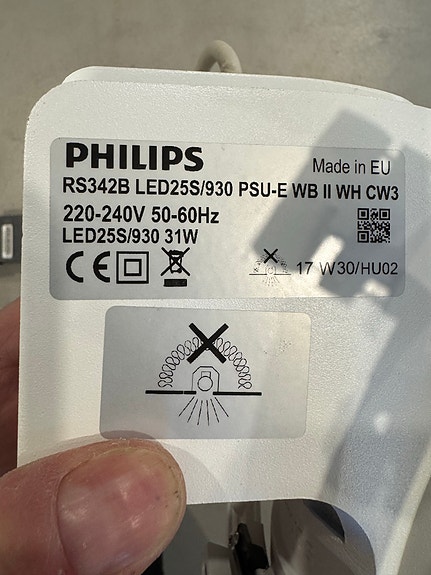 PHILIPS
Made in EU
RS342B LED25S/930 PSU-E WB II WH CW3
220-240V 50-60Hz
LED25S/930 31W
CE
17 W30/HU02